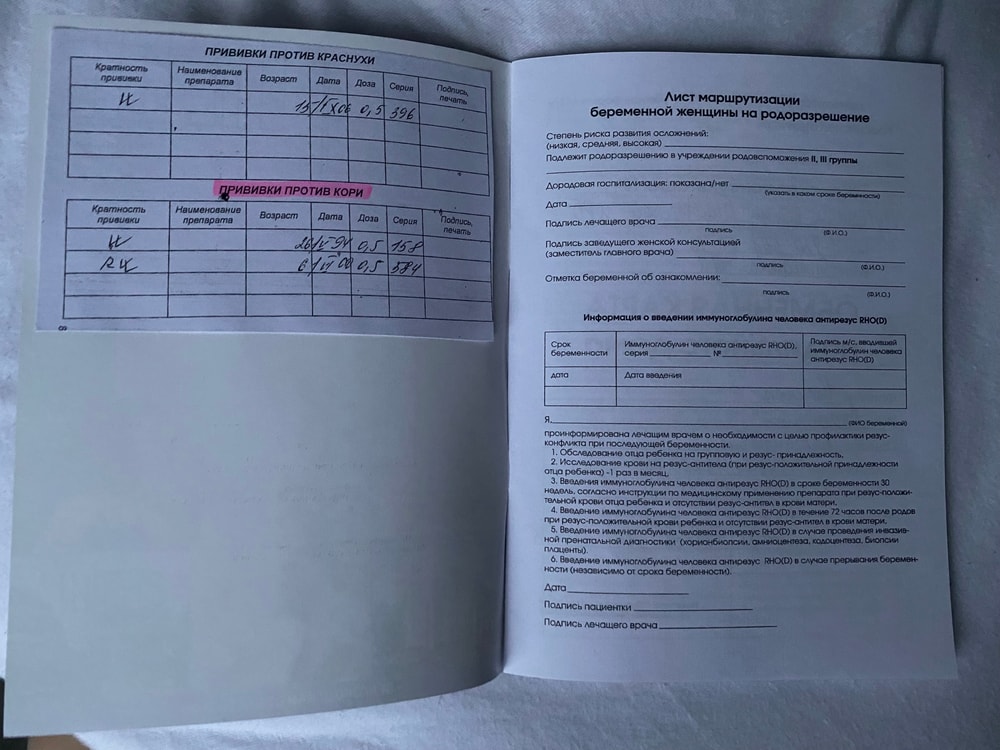 ПРИВИВКИ ПРОТИВ КРАСНУХИ
Кратность прививки Наименование препарата Возраст Дата Доза Серия Подпись, печать
0,5 396
ПРИВИВКИ ПРОТИВ КОРИ
Кратность прививки Наименование препарата Возраст Дата Доза Серия Подпись, печать
0,5 158
0,5 584
Лист маршрутизации
беременной женщины на родоразрешение
Степень риска развития осложнений:
(низкая, средняя, высокая)
Подлежит родоразрешению в учреждении родовспоможения II, III группы
Дородовая госпитализация: показана/нет
(указать в каком сроке беременности)
Дата
Подпись лечащего врача
подпись (Ф.И.О.)
Подпись заведующего женской консультацией
(заместитель главного врача)
подпись (Ф.И.О.)
Отметка беременной об ознакомлении:
подпись (Ф.И.О.)
Информация о введении иммуноглобулина человека антирезус RHO(D)
Срок беременности Иммуноглобулин человека антирезус RHO(D), серия № Подпись м/с, вводившей иммуноглобулин человека антирезус RHO(D)
дата Дата введения
Я,
(ФИО беременной)
проинформирована лечащим врачем о необходимости с целью профилактики резус-
конфликта при последующей беременности.
1. Обследование отца ребенка на групповую и резус- принадлежность.
2. Исследование крови на резус-антитела (при резус-положительной принадлежности
отца ребенка) -1 раз в месяц.
3. Введения иммуноглобулина человека антирезус RHO(D) в сроке беременности 30
недель, согласно инструкции по медицинскому применению препарата при резус-положи-
тельной крови отца ребенка и отсутствии резус-антител в крови матери.
4. Введение иммуноглобулина человека антирезус RHO(D) в течение 72 часов после родов
при резус-положительной крови ребенка и отсутствии резус-антител в крови матери.
5. Введение иммуноглобулина человека антирезус RHO(D) в случае проведения инвазив-
ной пренатальной диагностики (хорионбиопсии, амниоцентеза, кодоцентеза, биопсии
плаценты).
6. Введение иммуноглобулина человека антирезус RHO(D) в случае прерывания беремен-
ности (независимо от срока беременности).
Дата
Подпись пациентки
Подпись лечащего врача